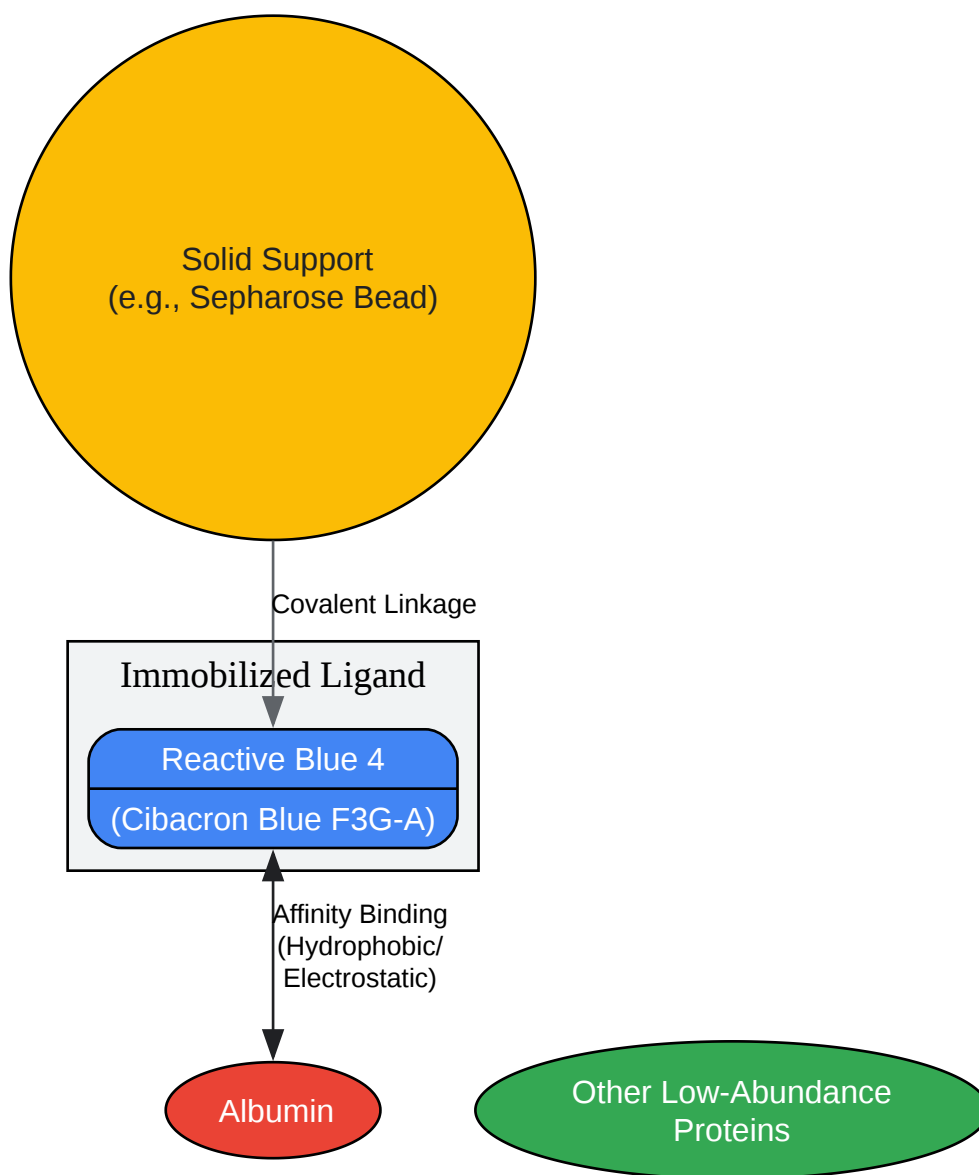 Solid Support
(e.g., Sepharose Bead)
Covalent Linkage
Immobilized Ligand
Reactive Blue 4
(Cibacron Blue F3G-A)
Affinity Binding
(Hydrophobic/
Electrostatic)
Albumin
Other Low-Abundance
Proteins